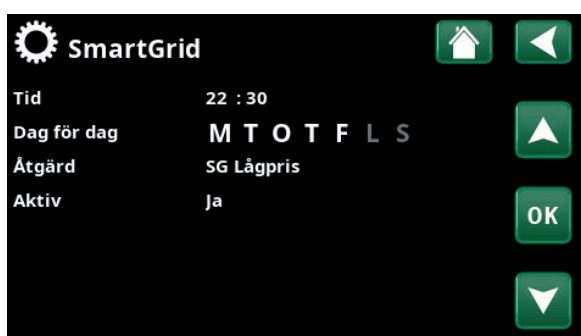 SmartGrid
Tid 22 :30
Dag för dag M T O T F L S
Åtgärd SG Lågpris
Aktiv Ja
OK